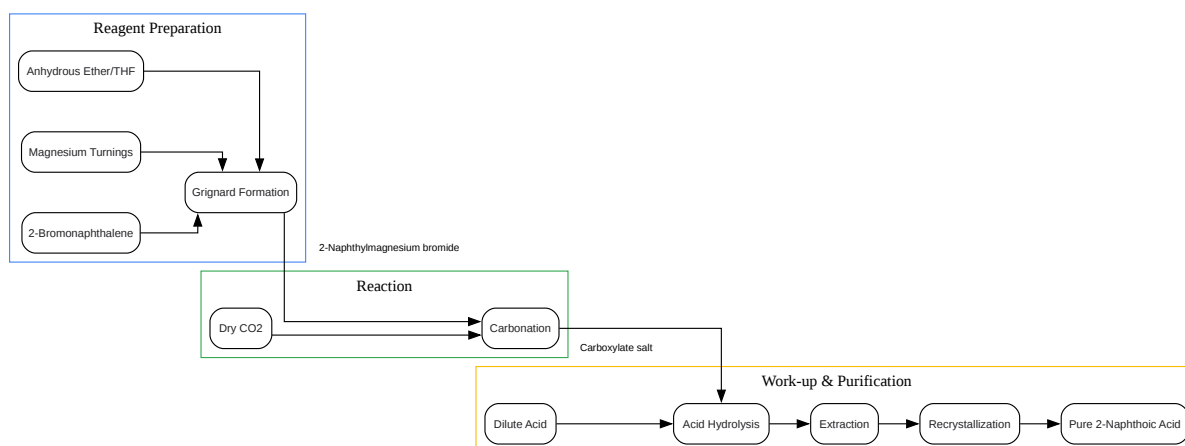 Reagent Preparation
Anhydrous Ether/THF
Magnesium Turnings
Grignard Formation
2-Bromonaphthalene
2-Naphthylmagnesium bromide
Reaction
Dry CO2
Carbonation
Carboxylate salt
Work-up & Purification
Dilute Acid
Acid Hydrolysis
Extraction
Recrystallization
Pure 2-Naphthoic Acid